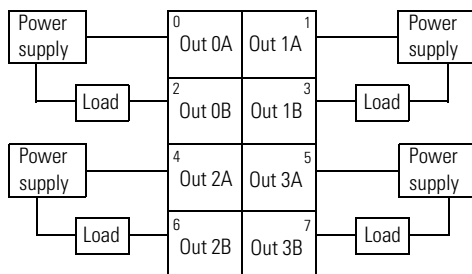 Power
supply
0
Out 0A
1
Out 1A
Power
supply
Load
2
Out 0B
3
Out 1B
Load
Power
supply
4
Out 2A
5
Out 3A
Power
supply
Load
6
Out 2B
7
Out 3B
Load